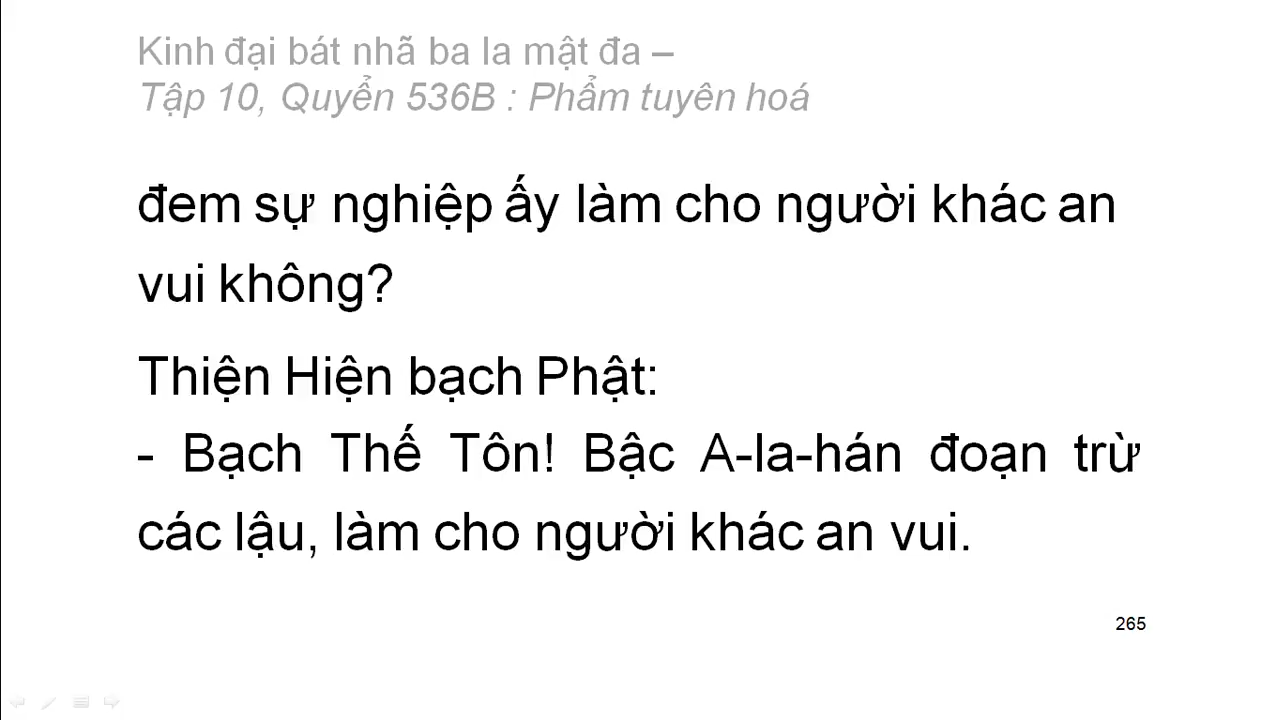 Kinh đại bát nhã ba la mật đa –
Tập 10, Quyển 536B : Phẩm tuyên hoá
đem sự nghiệp ấy làm cho người khác an
vui không?
Thiện Hiện bạch Phật:
- Bạch Thế Tôn! Bậc A-la-hán đoạn trừ
các lậu, làm cho người khác an vui.
265